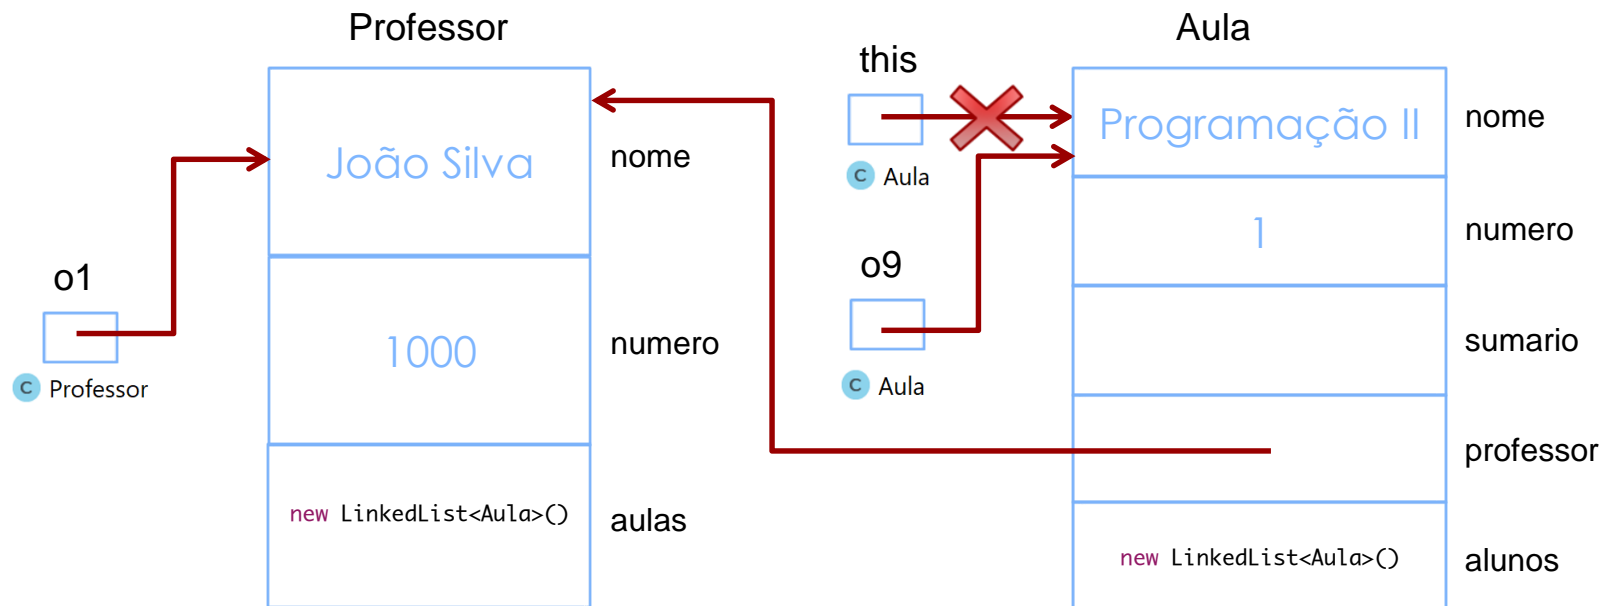 Professor
João Silva
nome
o1
C Professor
1000
numero
new LinkedList<Aula>()
aulas
Aula
this
C Aula
Programação II
nome
1
numero
o9
C Aula
sumario
professor
new LinkedList<Aula>()
alunos